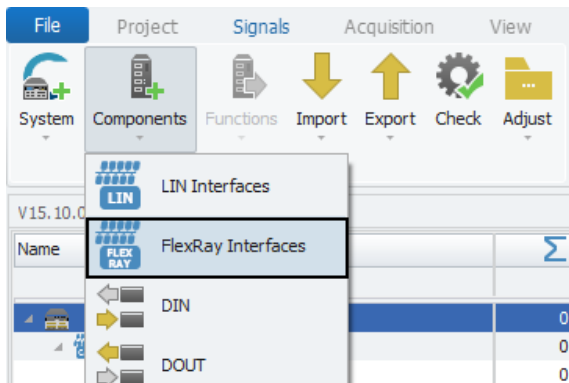 File Project Signals Acquisition View
System Components Functions Import Export Check Adjust
LIN LIN Interfaces
V15.10.0
Name
FLEX RAY FlexRay Interfaces
Σ
DIN
0
0
DOUT
0